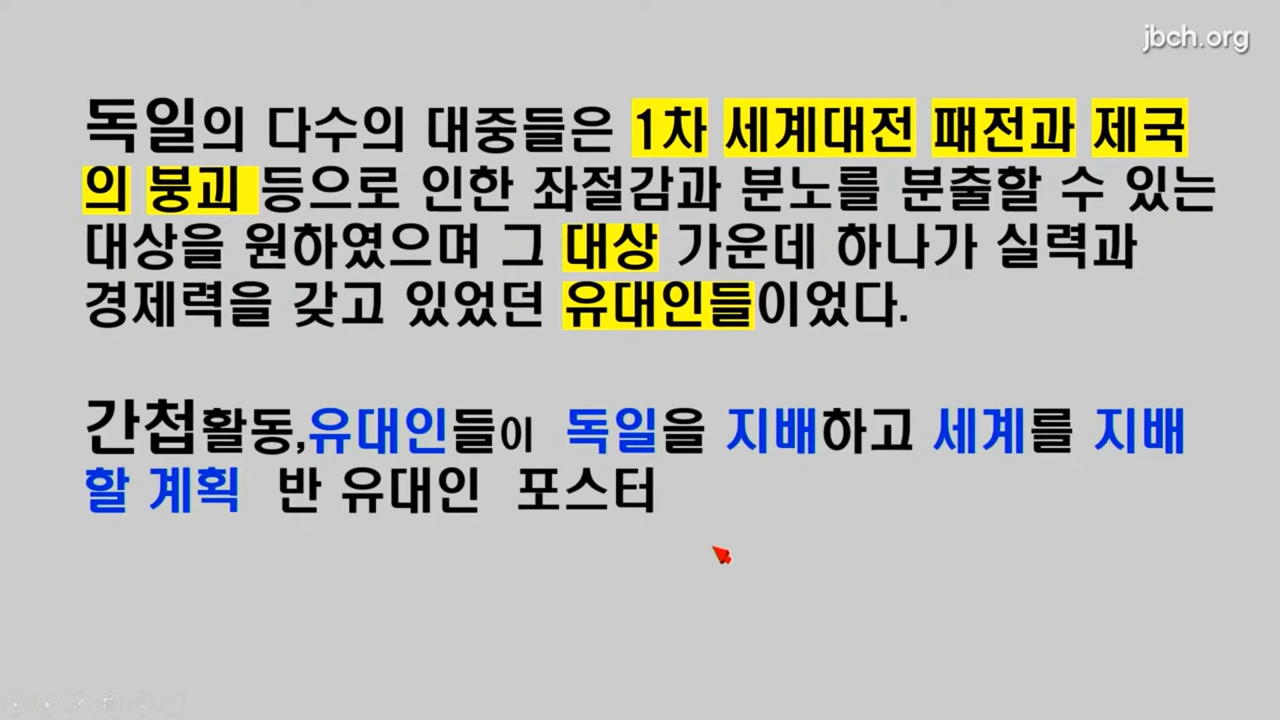 jbch.org
독일의 다수의 대중들은 1차 세계대전 패전과 제국
의 붕괴 등으로 인한 좌절감과 분노를 분출할 수 있는
대상을 원하였으며 그 대상 가운데 하나가 실력과
경제력을 갖고 있었던 유대인들이었다.
간첩활동,유대인들이 독일을 지배하고 세계를 지배
할 계획 반 유대인 포스터